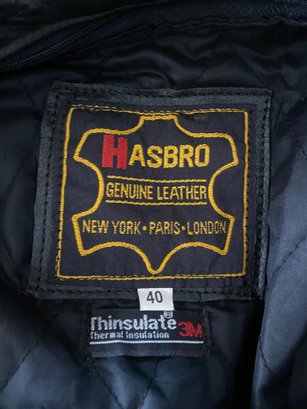 HASBRO
GENUINE LEATHER
NEW YORK • PARIS • LONDON
40
Thinsulate® 3M
Thermal Insulation